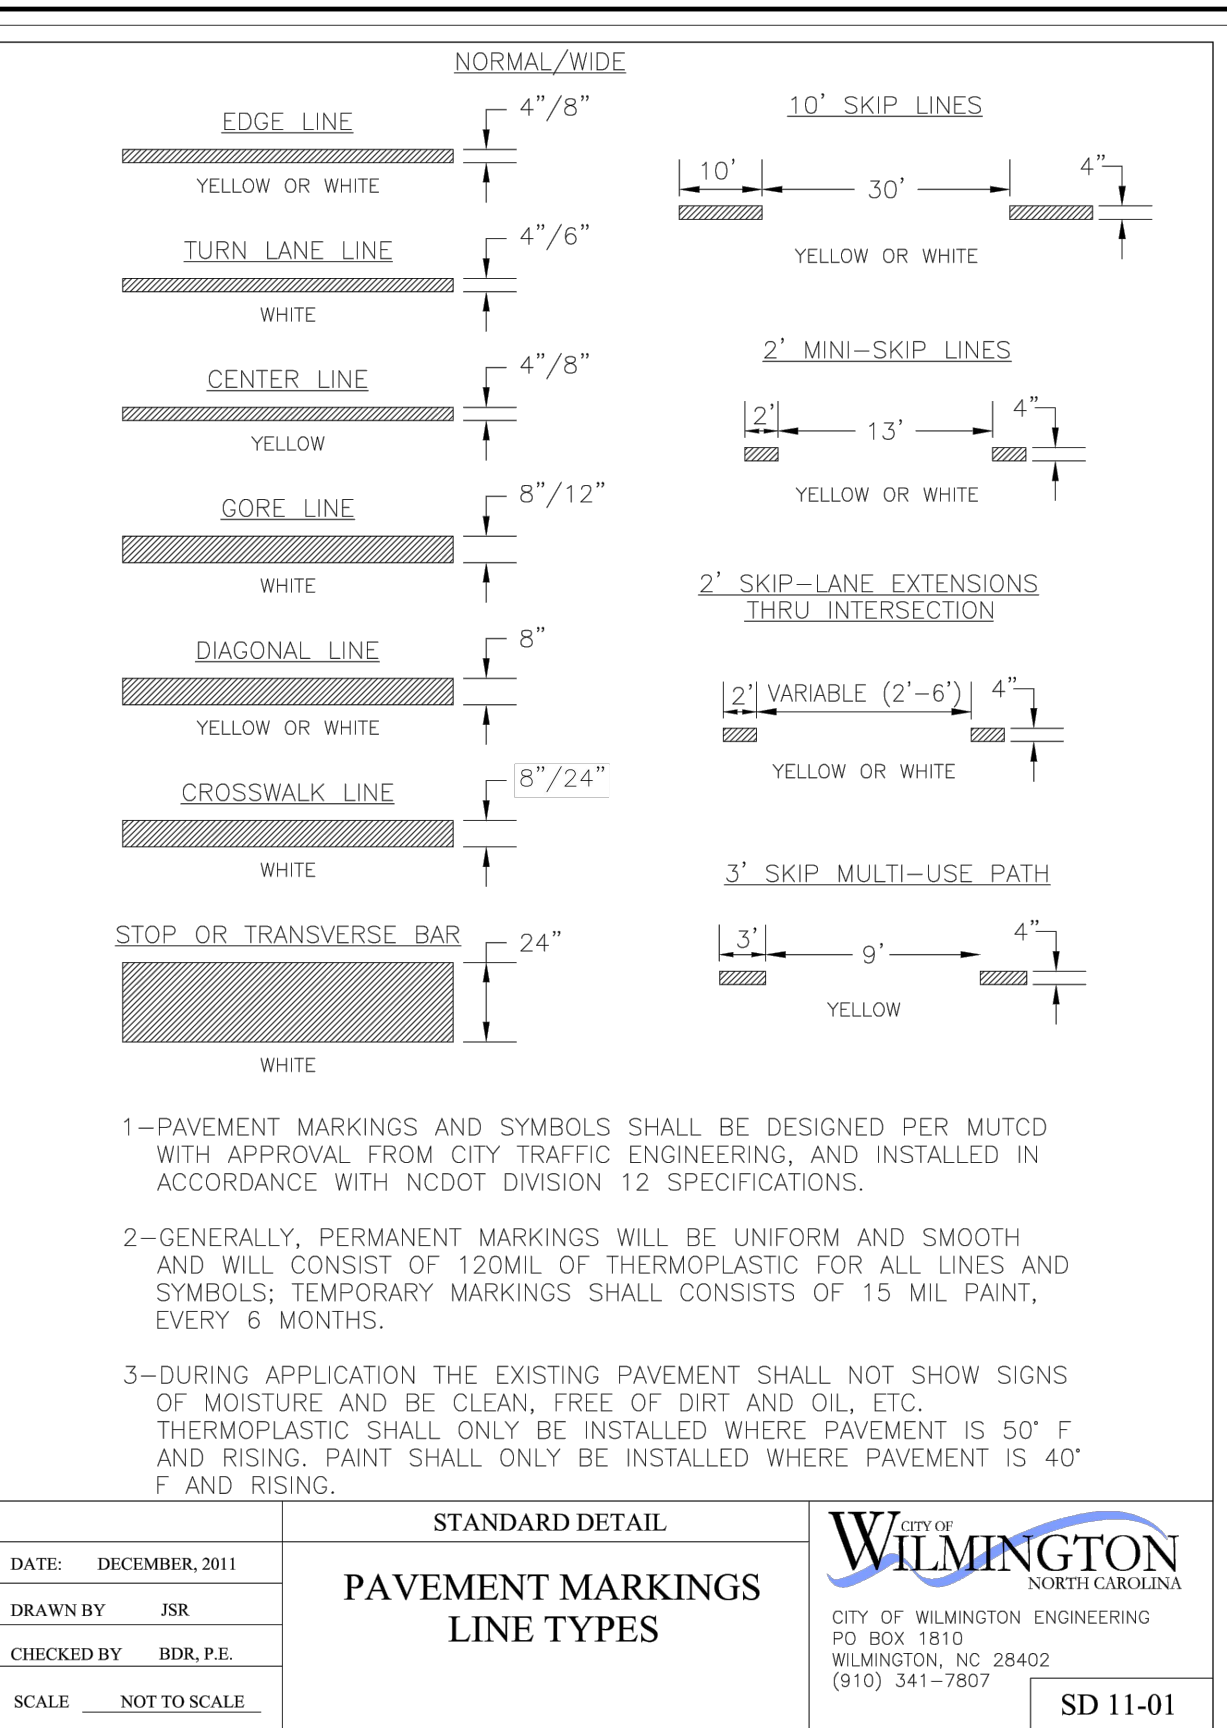 NORMAL/WIDE
EDGE LINE
4"/8"
YELLOW OR WHITE
TURN LANE LINE
4"/6"
WHITE
CENTER LINE
4"/8"
YELLOW
GORE LINE
8"/12"
WHITE
DIAGONAL LINE
8"
YELLOW OR WHITE
CROSSWALK LINE
8"/24"
WHITE
STOP OR TRANSVERSE BAR
24"
WHITE
10' SKIP LINES
10'
30'
4"
YELLOW OR WHITE
2' MINI-SKIP LINES
2'
13'
4"
YELLOW OR WHITE
2' SKIP-LANE EXTENSIONS
THRU INTERSECTION
2'
VARIABLE (2'-6')
4"
YELLOW OR WHITE
3' SKIP MULTI-USE PATH
3'
9'
4"
YELLOW
1-PAVEMENT MARKINGS AND SYMBOLS SHALL BE DESIGNED PER MUTCD
WITH APPROVAL FROM CITY TRAFFIC ENGINEERING, AND INSTALLED IN
ACCORDANCE WITH NCDOT DIVISION 12 SPECIFICATIONS.
2-GENERALLY, PERMANENT MARKINGS WILL BE UNIFORM AND SMOOTH
AND WILL CONSIST OF 120MIL OF THERMOPLASTIC FOR ALL LINES AND
SYMBOLS; TEMPORARY MARKINGS SHALL CONSISTS OF 15 MIL PAINT,
EVERY 6 MONTHS.
3-DURING APPLICATION THE EXISTING PAVEMENT SHALL NOT SHOW SIGNS
OF MOISTURE AND BE CLEAN, FREE OF DIRT AND OIL, ETC.
THERMOPLASTIC SHALL ONLY BE INSTALLED WHERE PAVEMENT IS 50° F
AND RISING. PAINT SHALL ONLY BE INSTALLED WHERE PAVEMENT IS 40°
F AND RISING.
DATE: DECEMBER, 2011
DRAWN BY JSR
CHECKED BY BDR, P.E.
SCALE NOT TO SCALE
STANDARD DETAIL
PAVEMENT MARKINGS
LINE TYPES
CITY OF
WILMINGTON
NORTH CAROLINA
CITY OF WILMINGTON ENGINEERING
PO BOX 1810
WILMINGTON, NC 28402
(910) 341-7807
SD 11-01